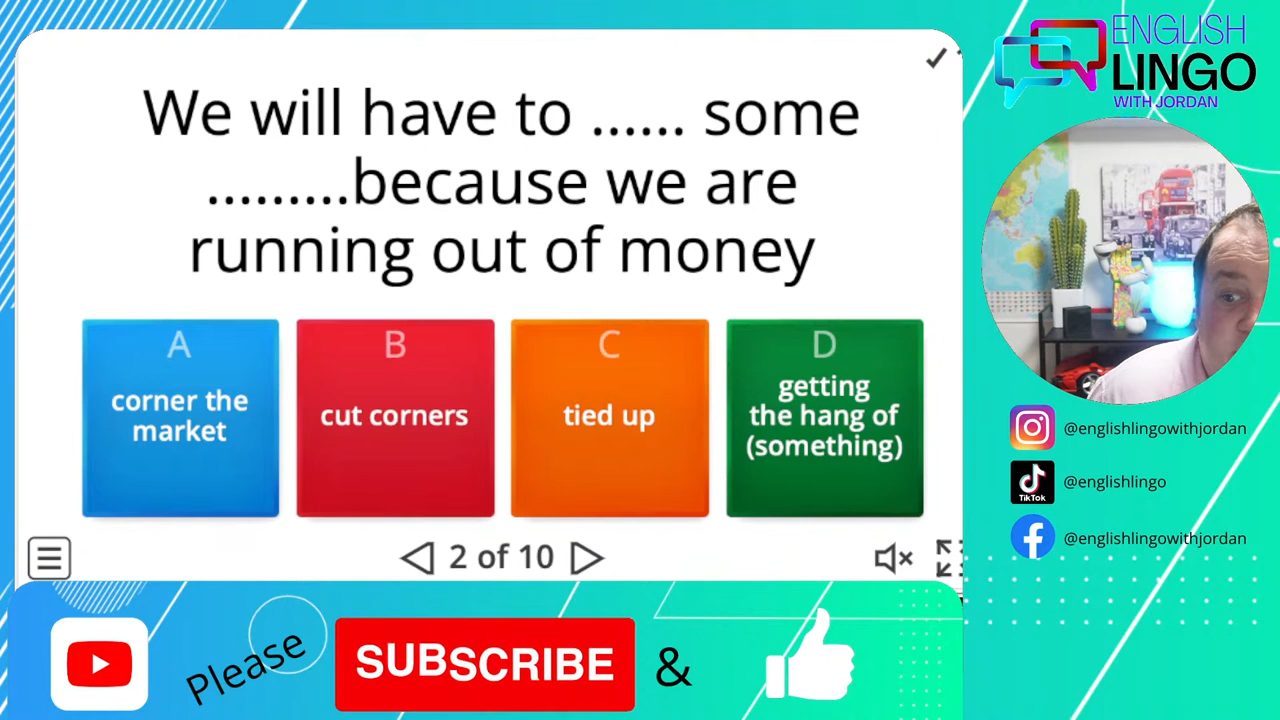 We will have to ...... some
.........because we are
running out of money
A
corner the
market
B
cut corners
C
tied up
D
getting
the hang of
(something)
2 of 10
ENGLISH
LINGO
WITH JORDAN
@englishlingowithjordan
TikTok
@englishlingo
@englishlingowithjordan
Please
SUBSCRIBE
&